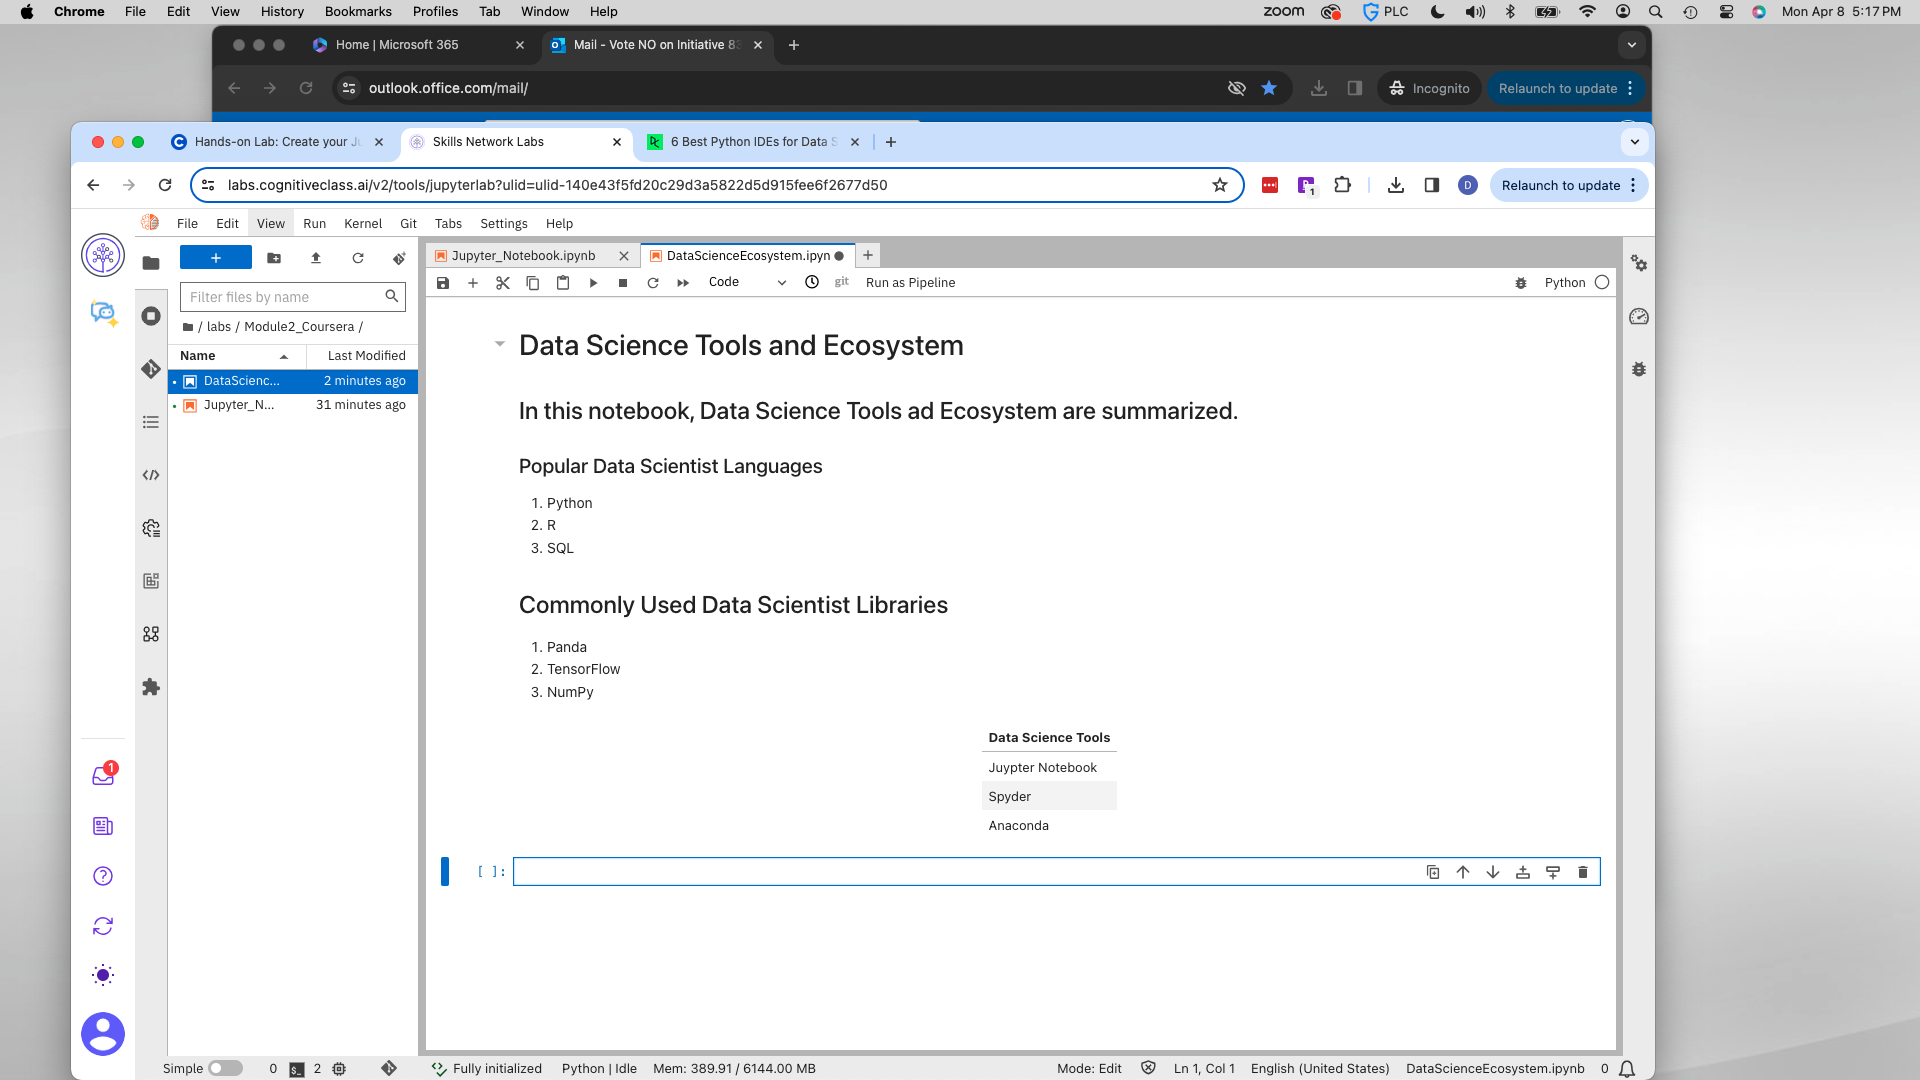 Chrome File Edit View History Bookmarks Profiles Tab Window Help zoom PLC Mon Apr 8 5:17 PM
Home | Microsoft 365 Mail - Vote NO on Initiative 83
outlook.office.com/mail/ Incognito Relaunch to update
Hands-on Lab: Create your Ju Skills Network Labs 6 Best Python IDEs for Data S
labs.cognitiveclass.ai/v2/tools/jupyterlab?ulid=ulid-140e43f5fd20c29d3a5822d5d915fee6f2677d50 1 D Relaunch to update
File Edit View Run Kernel Git Tabs Settings Help
Jupyter_Notebook.ipynb DataScienceEcosystem.ipyn
Code git Run as Pipeline Python
Filter files by name
/ labs / Module2_Coursera /
Name Last Modified
DataScienc... 2 minutes ago
Jupyter_N... 31 minutes ago
Data Science Tools and Ecosystem
In this notebook, Data Science Tools ad Ecosystem are summarized.
Popular Data Scientist Languages
1. Python
2. R
3. SQL
Commonly Used Data Scientist Libraries
1. Panda
2. TensorFlow
3. NumPy
Data Science Tools
Juypter Notebook
Spyder
Anaconda
[ ]:
1
Simple 0 2 Fully initialized Python | Idle Mem: 389.91 / 6144.00 MB Mode: Edit Ln 1, Col 1 English (United States) DataScienceEcosystem.ipynb 0